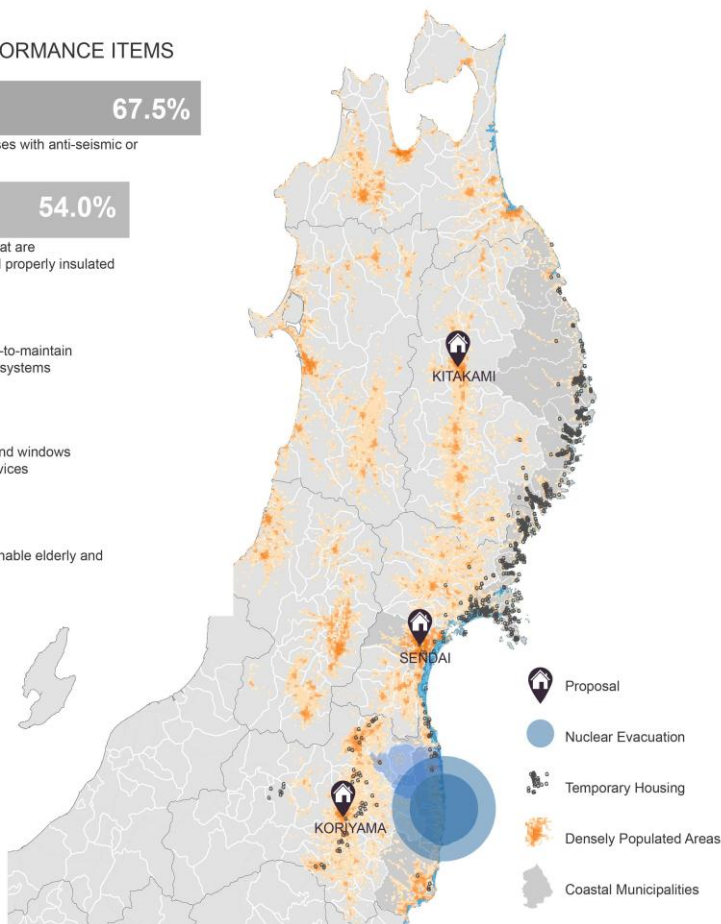 ORMANCE ITEMS
67.5%
ses with anti-seismic or
54.0%
at are
properly insulated
-to-maintain
systems
nd windows
vices
nable elderly and
KITAKAMI
SENDAI
KORIYAMA
Proposal
Nuclear Evacuation
Temporary Housing
Densely Populated Areas
Coastal Municipalities